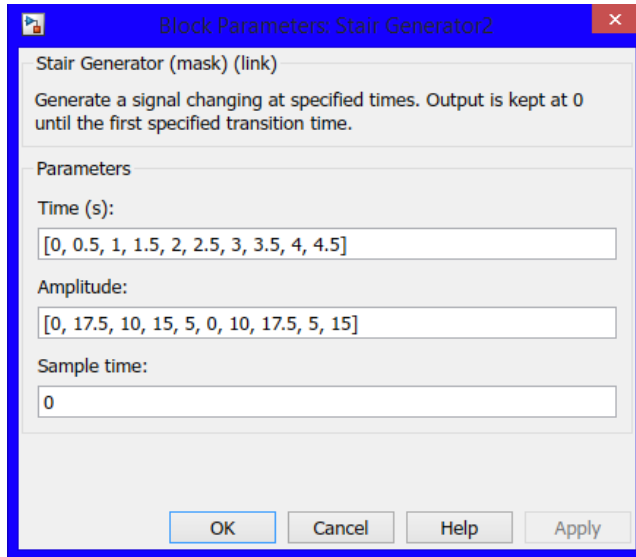 Block Parameters: Stair Generator2
Stair Generator (mask) (link)
Generate a signal changing at specified times. Output is kept at 0
until the first specified transition time.
Parameters
Time (s):
[0, 0.5, 1, 1.5, 2, 2.5, 3, 3.5, 4, 4.5]
Amplitude:
[0, 17.5, 10, 15, 5, 0, 10, 17.5, 5, 15]
Sample time:
0
OK Cancel Help Apply